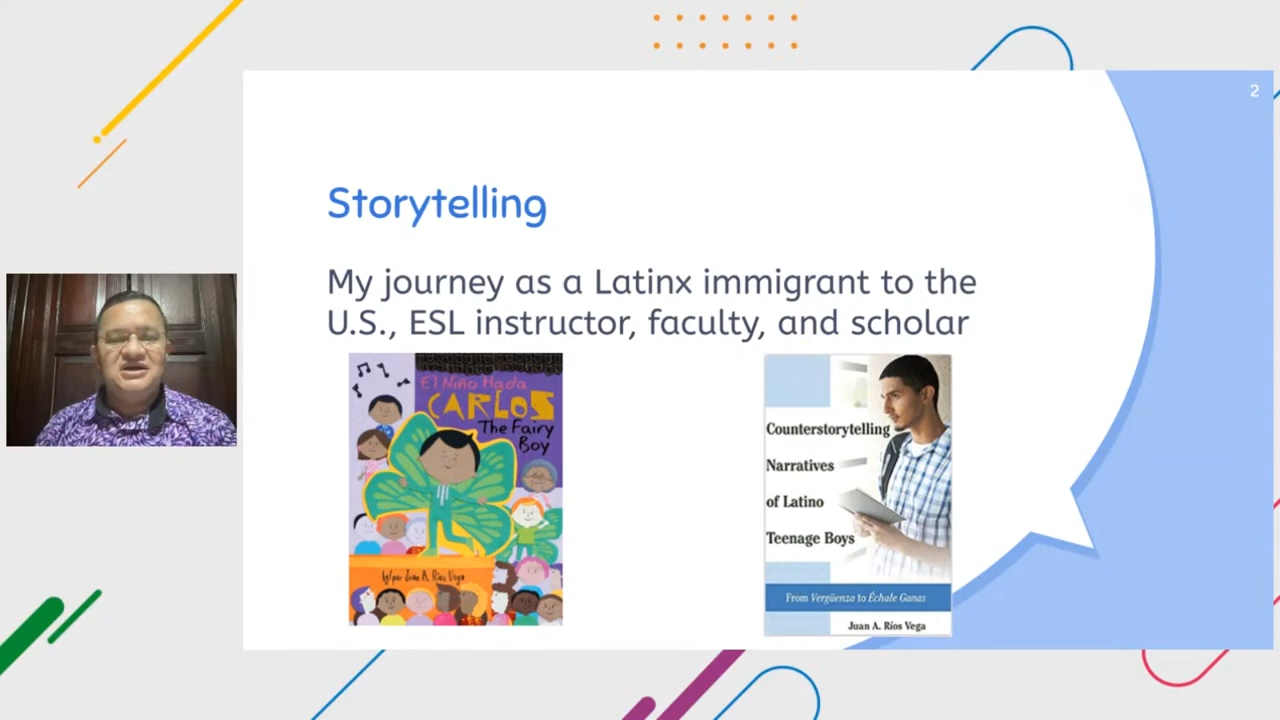 2
Storytelling
My journey as a Latinx immigrant to the
U.S., ESL instructor, faculty, and scholar
El Niño Hada
CARLOS
The Fairy
Boy
by/por Juan A. Ríos Vega
Counterstorytelling
Narratives
of Latino
Teenage Boys
From Vergüenza to Échale Ganas
Juan A. Ríos Vega